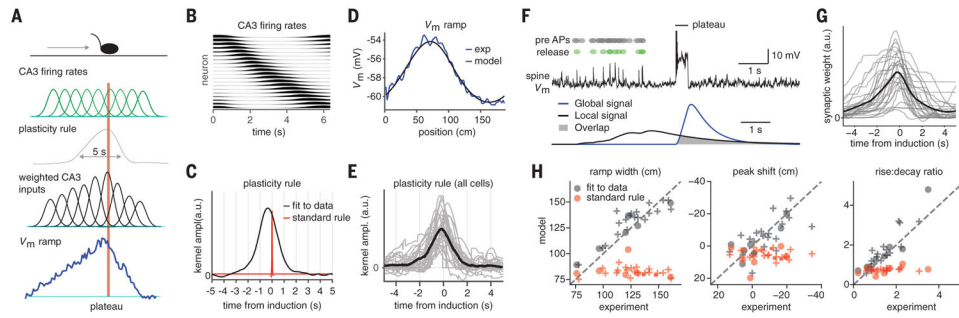 A
CA3 firing rates
plasticity rule
5 s
weighted CA3
inputs
Vm ramp
plateau
B
CA3 firing rates
neuron
0 2 4 6
time (s)
C
plasticity rule
fit to data
standard rule
kernel ampl(a.u.)
0
-5 -4 -3 -2 -1 0 1 2 3 4 5
time from induction (s)
D
Vm ramp
exp
model
Vm (mV)
-54
-56
-58
-60
0 50 100 150
position (cm)
E
plasticity rule (all cells)
kernel ampl. (a.u.)
0
-4 -2 0 2 4
time from induction (s)
F
plateau
pre APs
release
spine
Vm
10 mV
1 s
Global signal
Local signal
Overlap
1 s
G
synaptic weight (a.u.)
0
-4 -2 0 2 4
time from induction (s)
H
ramp width (cm)
model
150
125
100
75
75 100 125 150
experiment
fit to data
standard rule
peak shift (cm)
-40
-20
0
20
20 0 -20 -40
experiment
rise:decay ratio
4
2
0
0 2 4
experiment